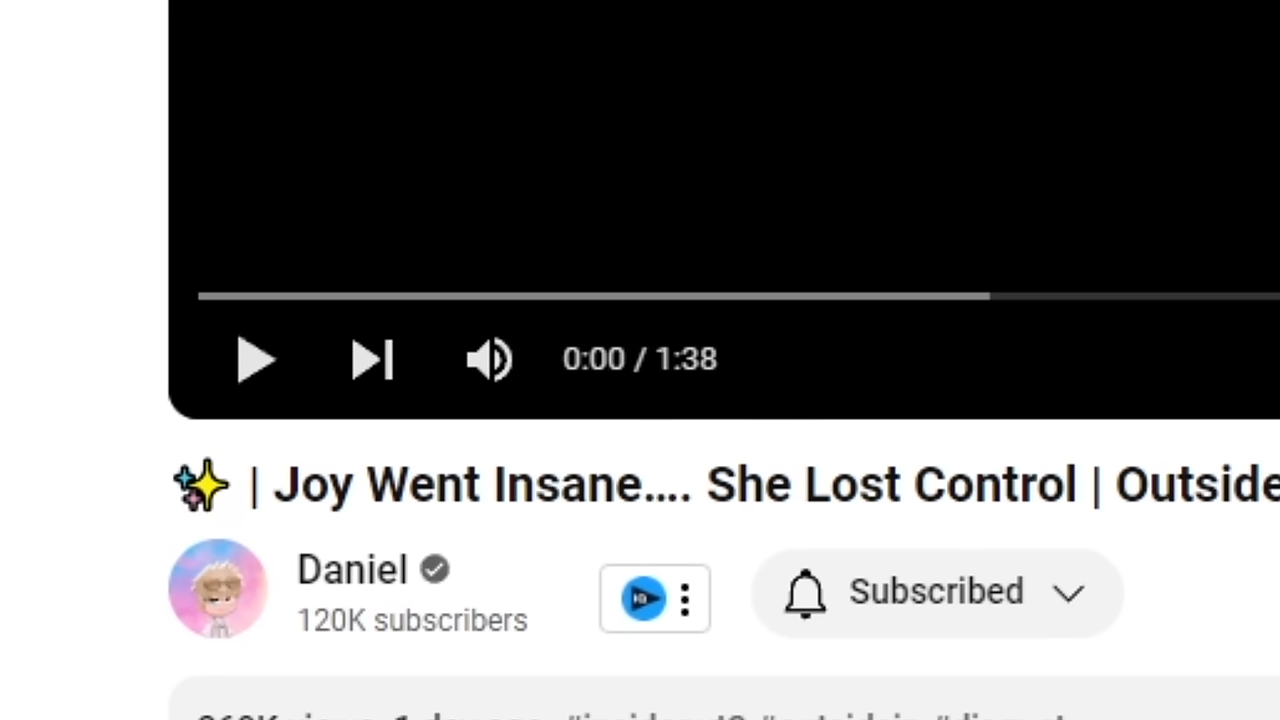 0:00 / 1:38
✨ | Joy Went Insane.... She Lost Control | Outside
Daniel
120K subscribers
Subscribed